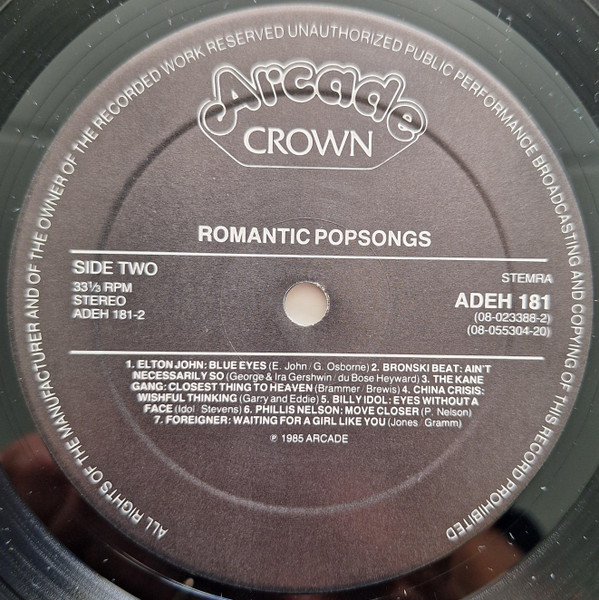 ALL RIGHTS OF THE MANUFACTURER AND OF THE OWNER OF THE RECORDED WORK RESERVED UNAUTHORIZED PUBLIC PERFORMANCE BROADCASTING AND COPYING OF THIS RECORD PROHIBITED
Arcade
CROWN
ROMANTIC POPSONGS
SIDE TWO
33⅓ RPM
STEREO
ADEH 181-2
STEMRA
ADEH 181
(08-023388-2)
(08-055304-20)
1. ELTON JOHN: BLUE EYES (E. John / G. Osborne) 2. BRONSKI BEAT: AIN'T
NECESSARILY SO (George & Ira Gershwin / du Bose Heyward) 3. THE KANE
GANG: CLOSEST THING TO HEAVEN (Brammer / Brewis) 4. CHINA CRISIS:
WISHFUL THINKING (Garry and Eddie) 5. BILLY IDOL: EYES WITHOUT A
FACE (Idol / Stevens) 6. PHILLIS NELSON: MOVE CLOSER (P. Nelson)
7. FOREIGNER: WAITING FOR A GIRL LIKE YOU (Jones / Gramm)
℗ 1985 ARCADE